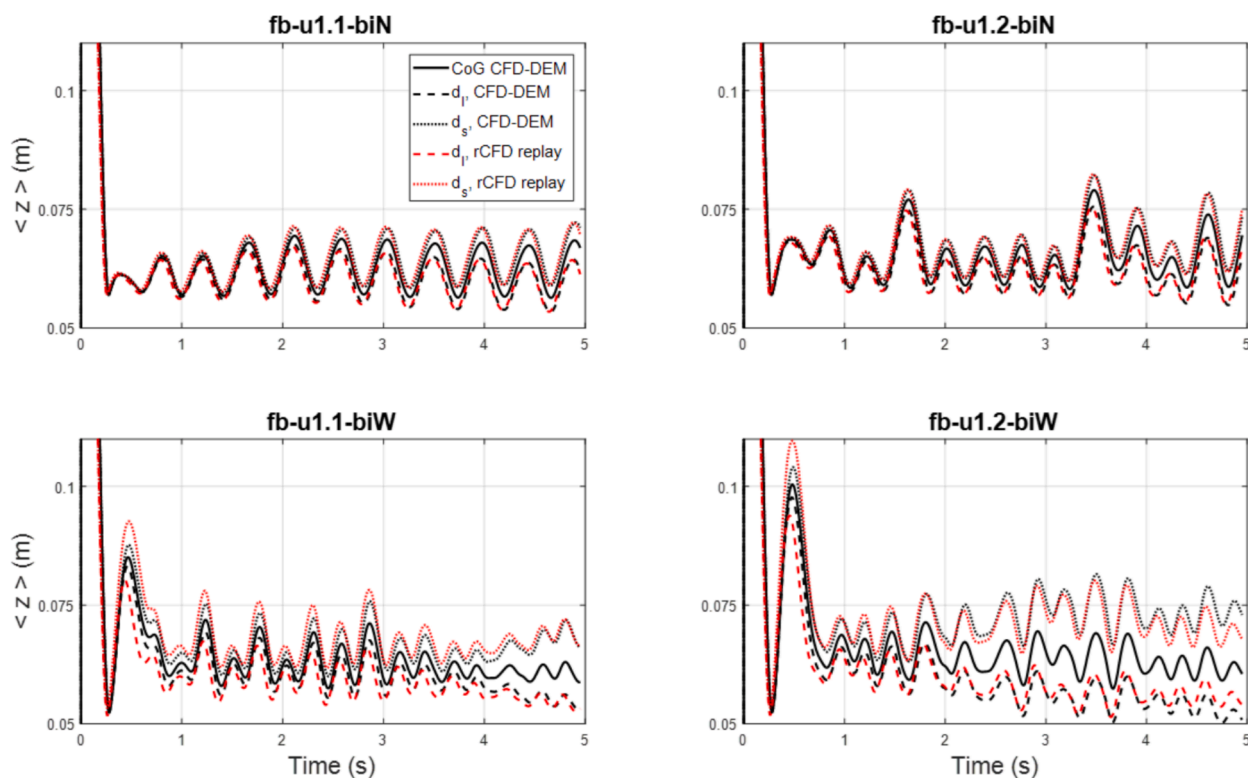 fb-u1.1-biN
fb-u1.2-biN
CoG CFD-DEM
d_l, CFD-DEM
d_s, CFD-DEM
d_l, rCFD replay
d_s, rCFD replay
< z > (m)
0.1
0.075
0.05
0 1 2 3 4 5
0.1
0.075
0.05
0 1 2 3 4 5
fb-u1.1-biW
fb-u1.2-biW
< z > (m)
0.1
0.075
0.05
0 1 2 3 4 5
Time (s)
0.1
0.075
0.05
0 1 2 3 4 5
Time (s)